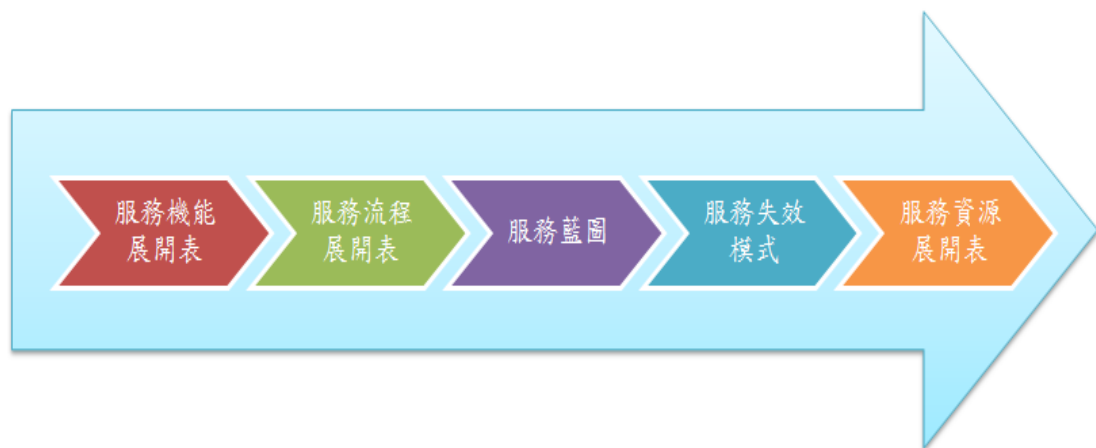 服務機能
展開表
服務流程
展開表
服務藍圖
服務失效
模式
服務資源
展開表